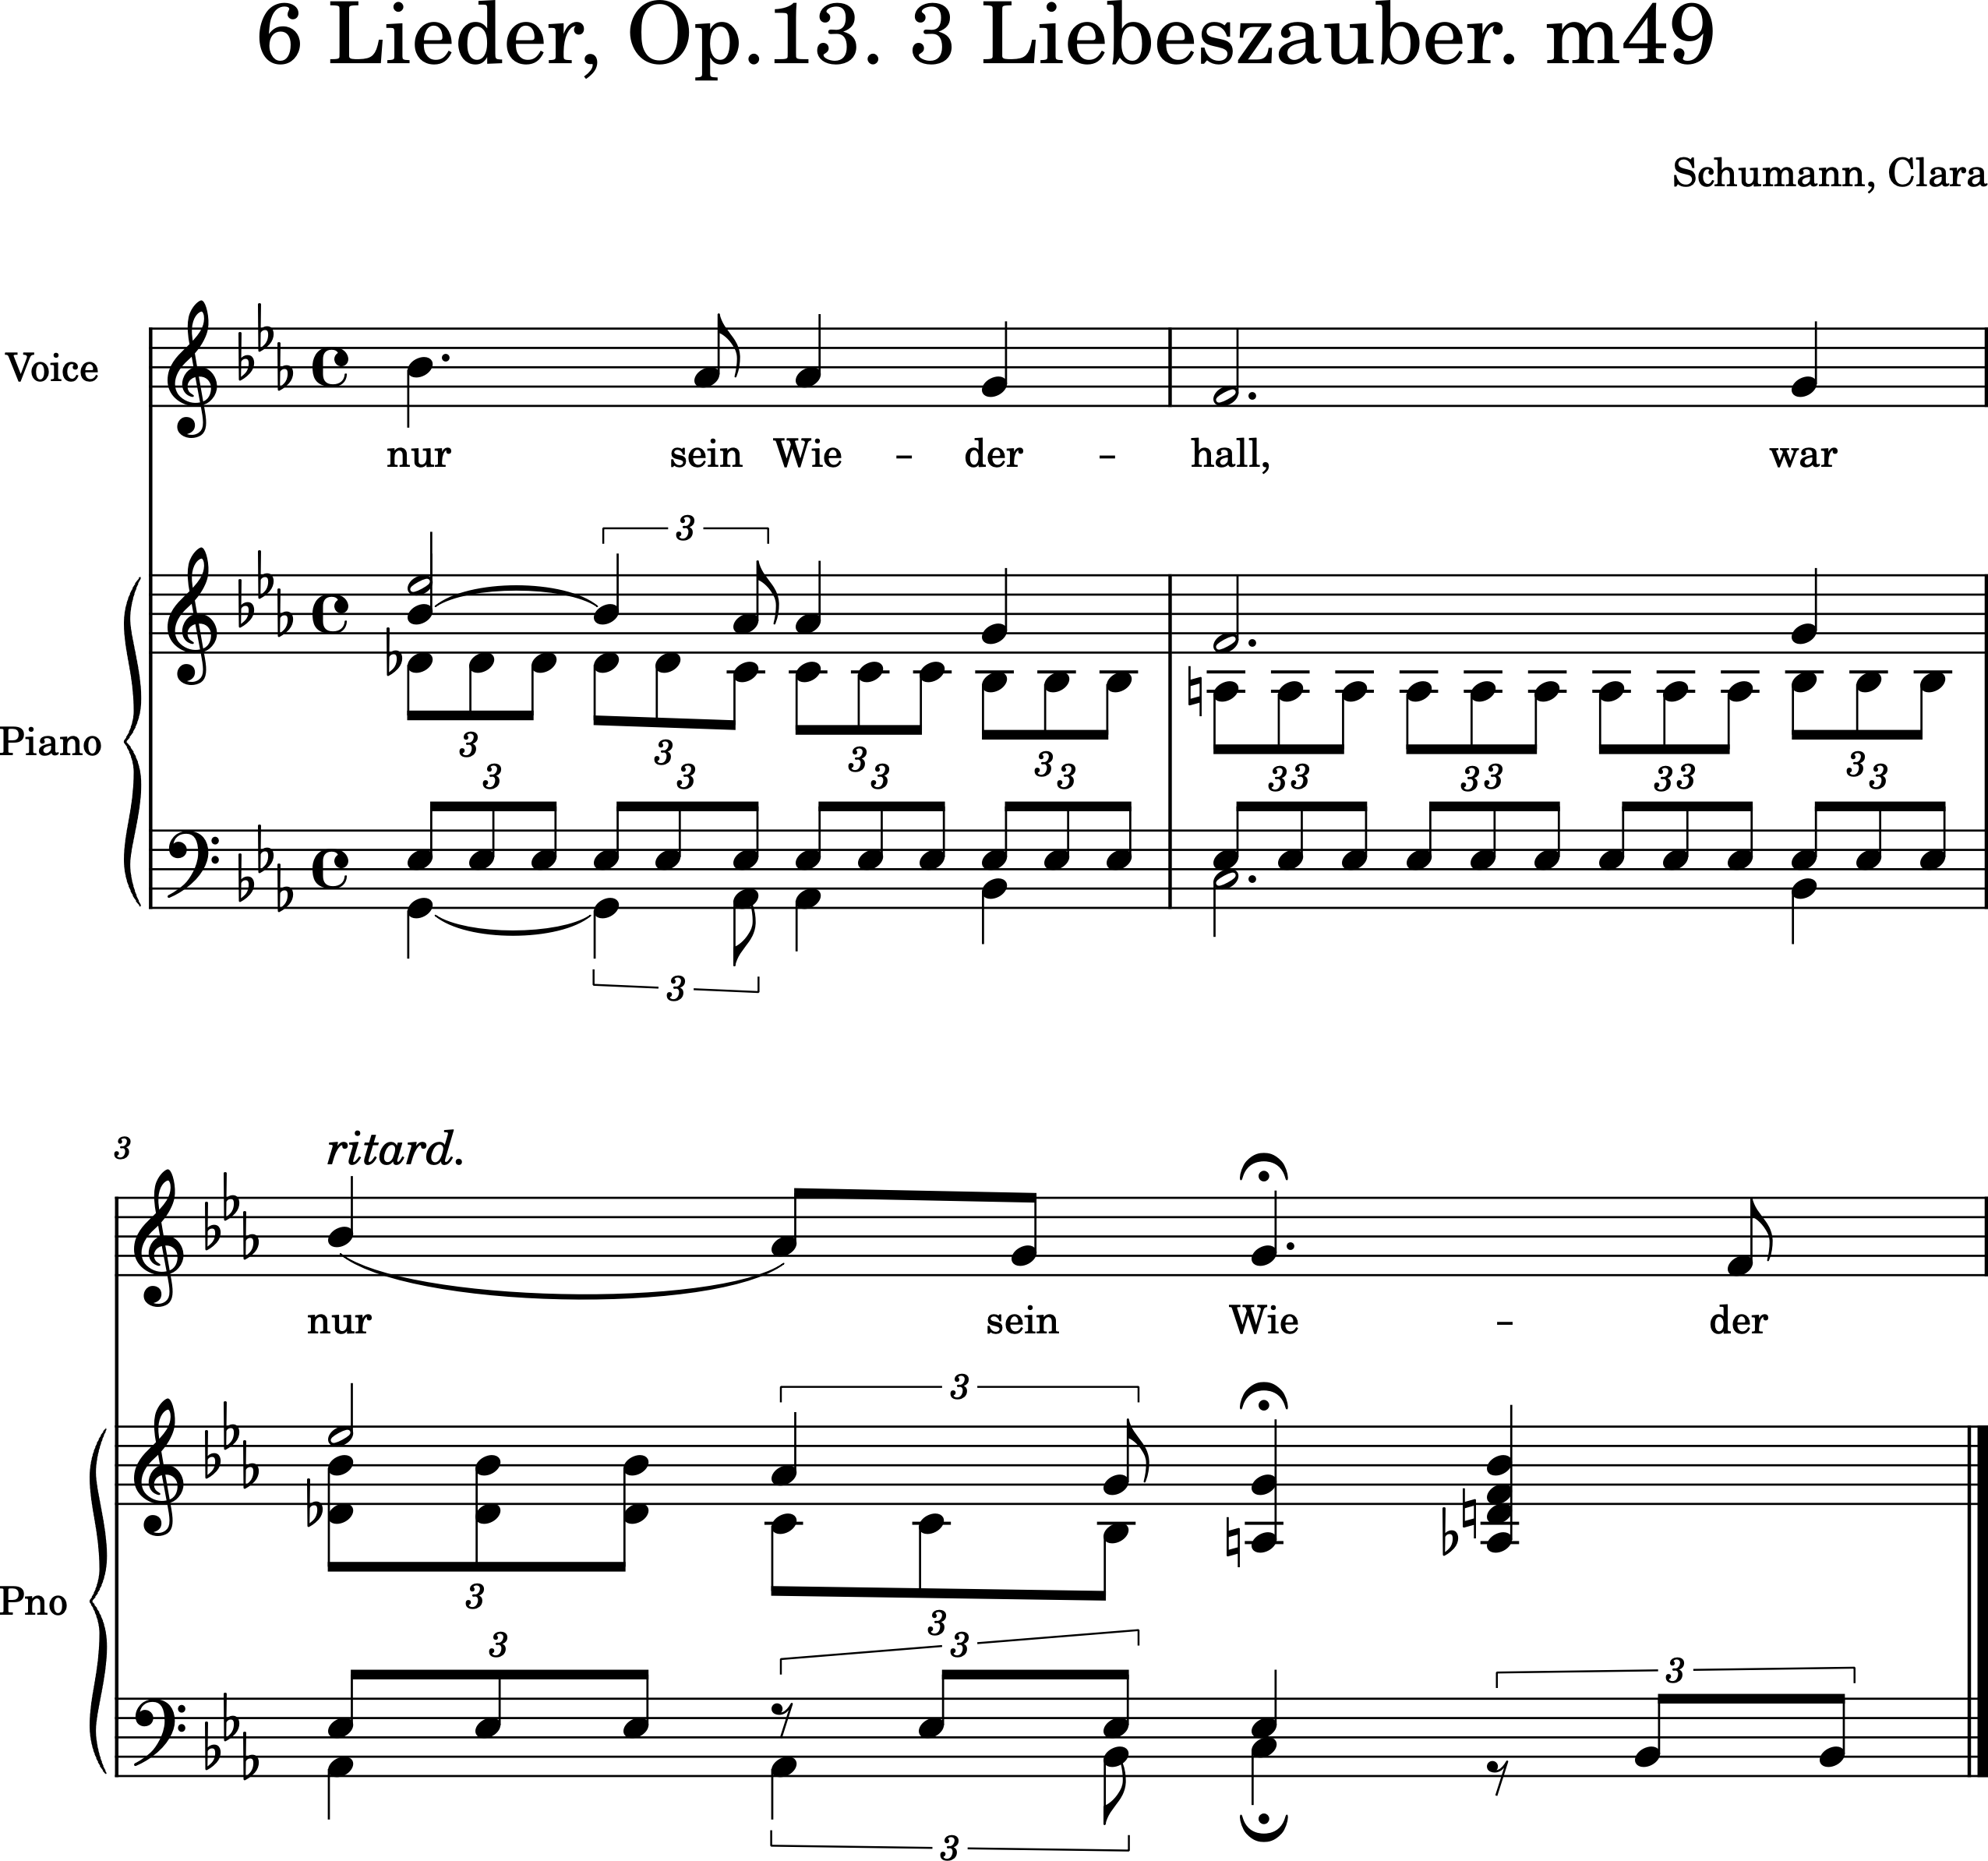 6 Lieder, Op.13. 3 Liebeszauber. m49
Schumann, Clara
Voice
nur sein Wie – der – hall, war
3
Piano
3 3 3 3 3 3 3 3
3 3 3 3 3 3 3 3
3
3 ritard.
nur sein Wie – der
3
Pno
3 3
3 3 3
3